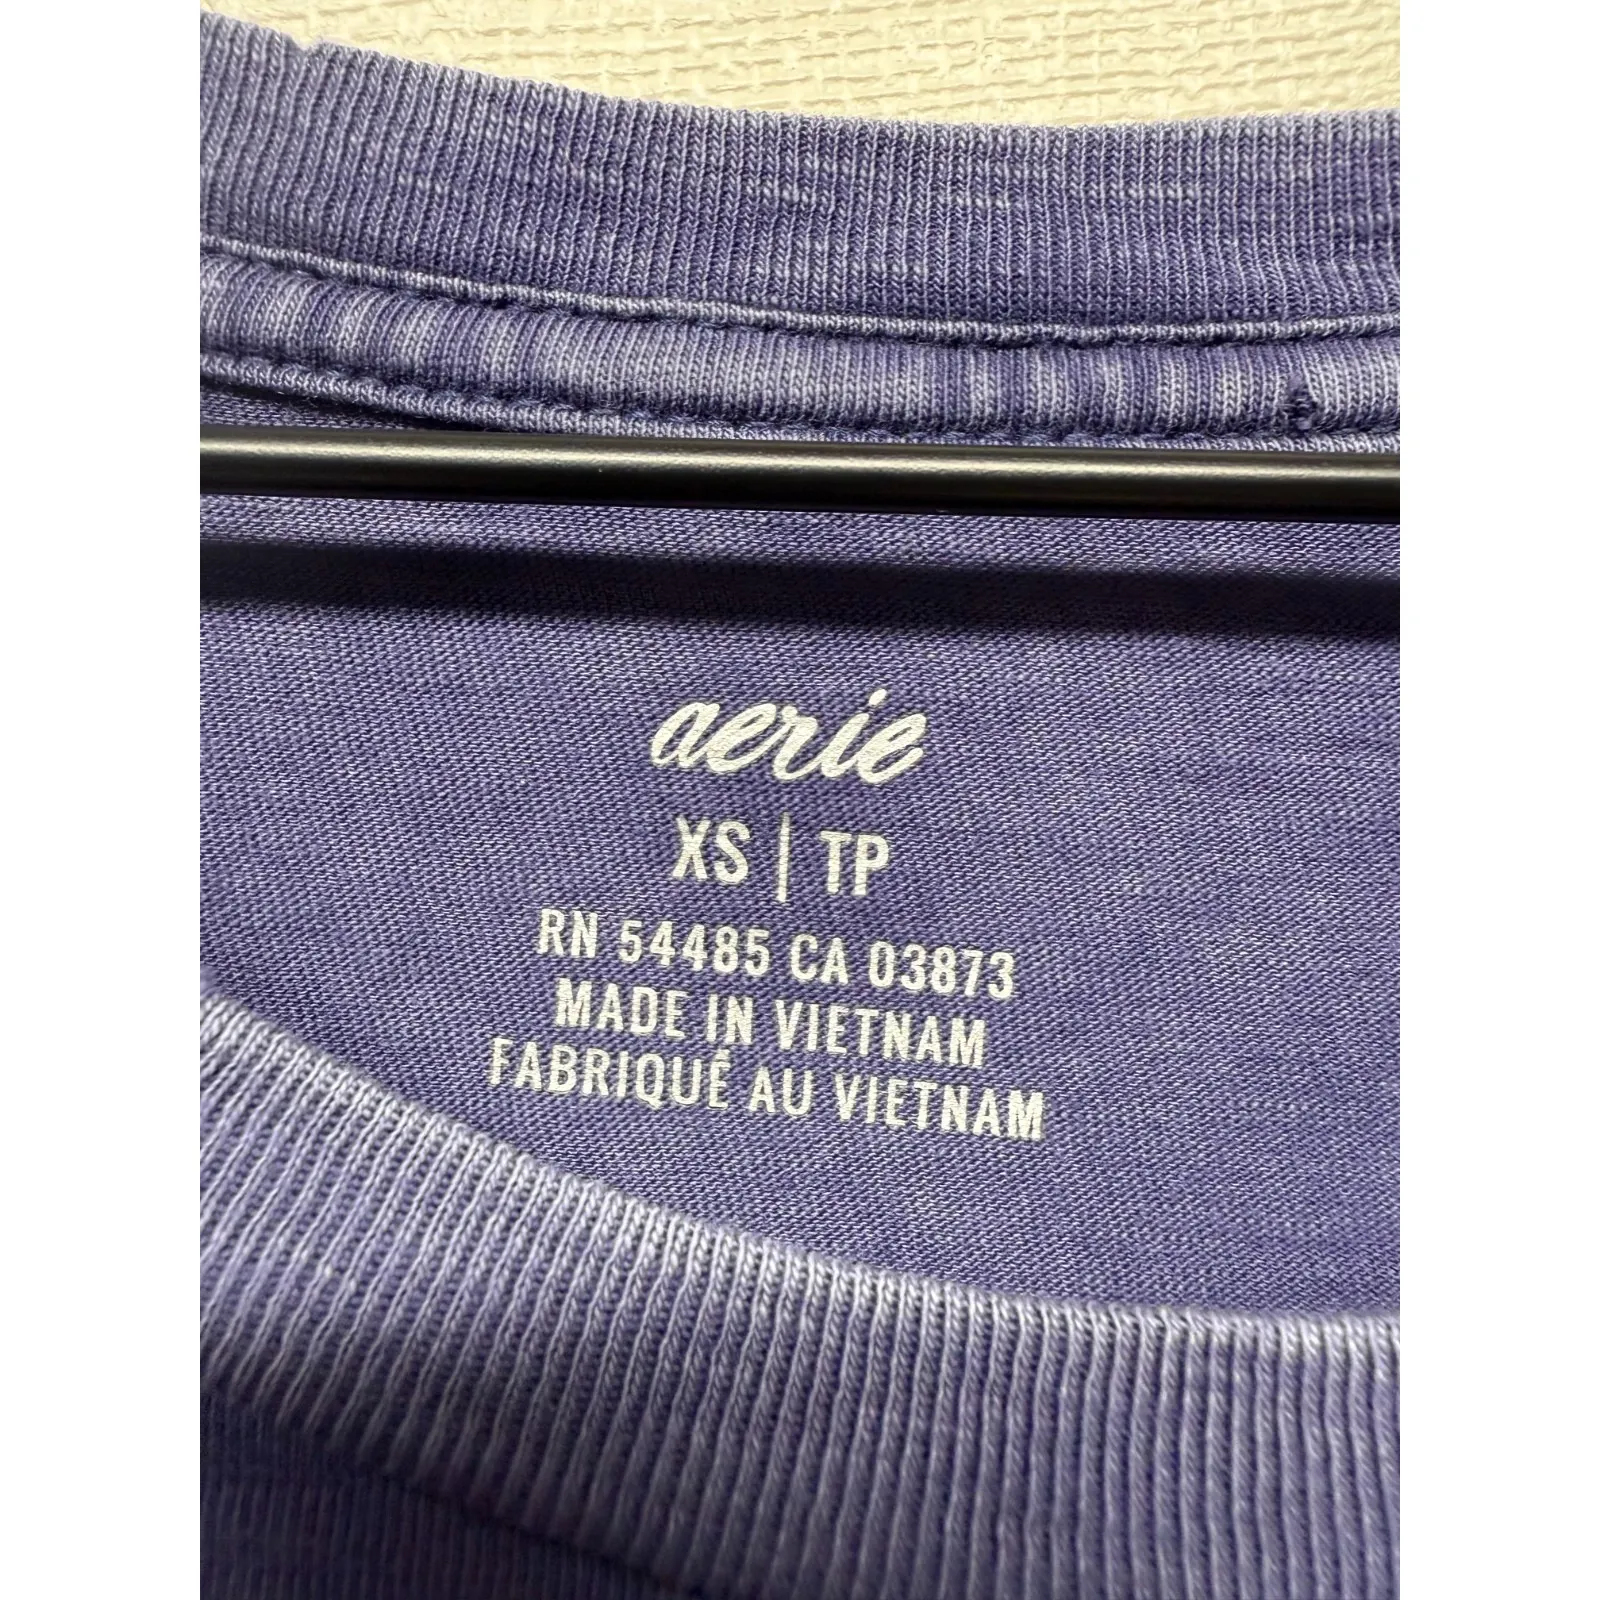 aerie
XS | TP
RN 54485 CA 03873
MADE IN VIETNAM
FABRIQUÉ AU VIETNAM